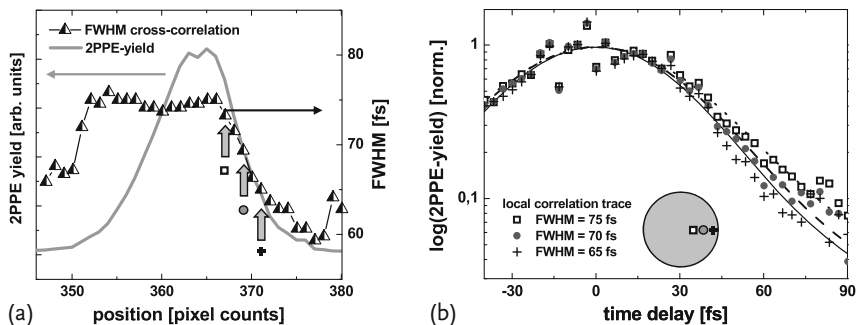 FWHM cross-correlation
2PPE-yield
2PPE yield [arb. units]
80
70
60
FWHM [fs]
350
360
370
380
position [pixel counts]
(a)
log(2PPE-yield) [norm.]
1
0,1
local correlation trace
FWHM = 75 fs
FWHM = 70 fs
FWHM = 65 fs
-30
0
30
60
90
time delay [fs]
(b)